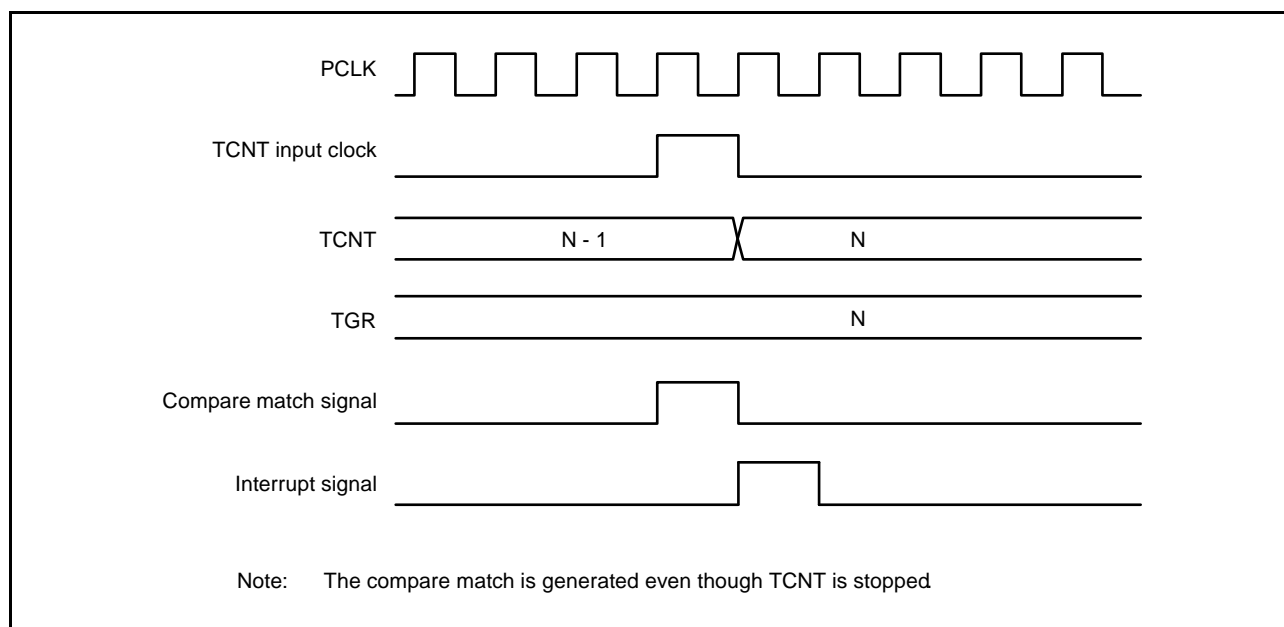 PCLK
TCNT input clock
TCNT
N - 1
N
TGR
N
Compare match signal
Interrupt signal
Note: The compare match is generated even though TCNT is stopped.